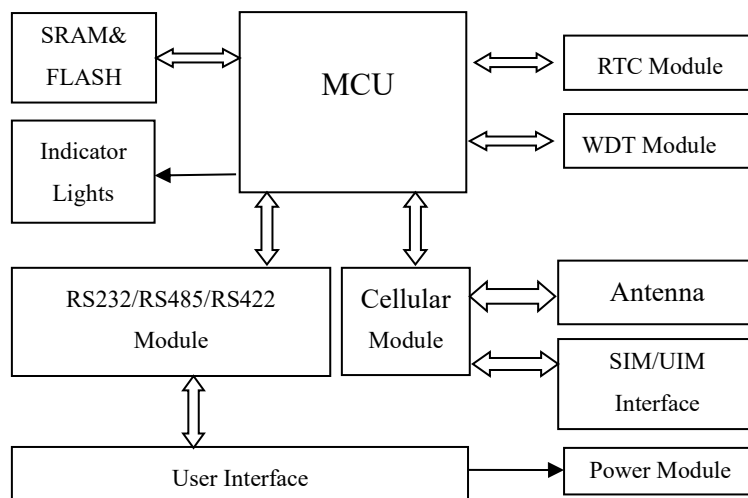 SRAM&
FLASH
MCU
RTC Module
WDT Module
Indicator
Lights
RS232/RS485/RS422
Module
Cellular
Module
Antenna
SIM/UIM
Interface
User Interface
Power Module